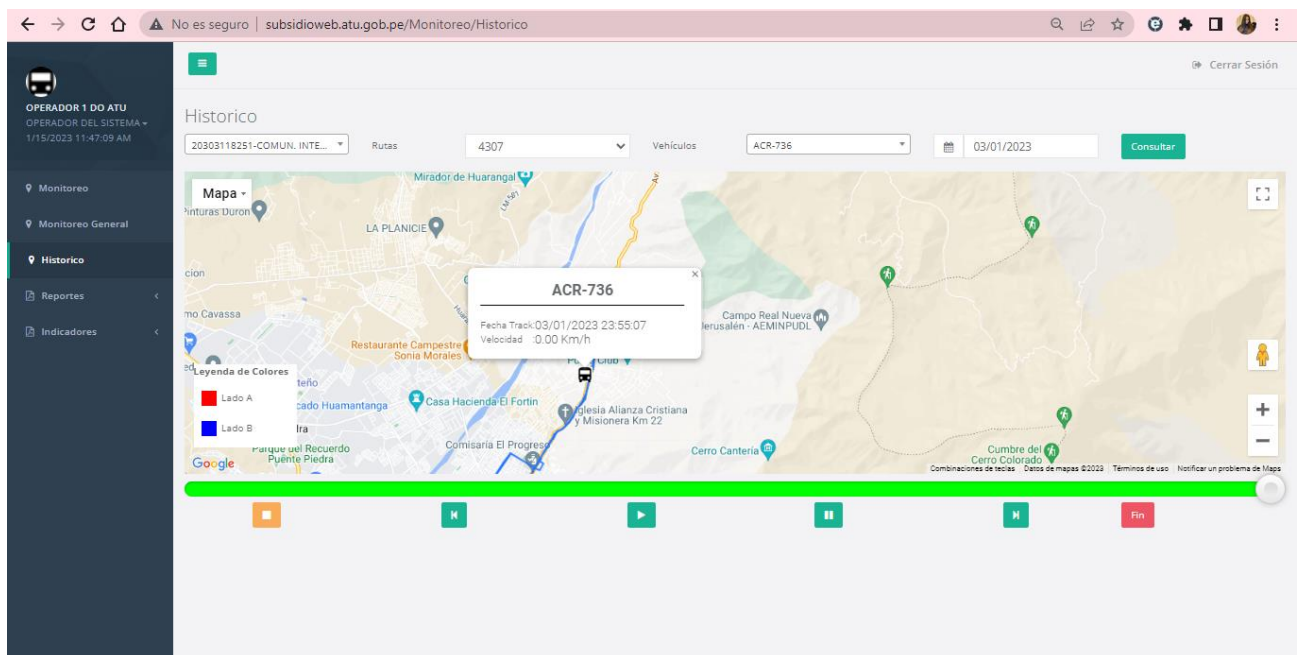 No es seguro | subsidioweb.atu.gob.pe/Monitoreo/Historico
OPERADOR 1 DO ATU
OPERADOR DEL SISTEMA
1/15/2023 11:47:09 AM
Monitoreo
Monitoreo General
Historico
Reportes
Indicadores
Cerrar Sesión
Historico
20303118251-COMUN. INTE... Rutas 4307 Vehículos ACR-736 03/01/2023 Consultar
Mapa
Mirador de Huarangal
Pinturas Duron
LA PLANICIE
cion
mo Cavassa
ACR-736
Fecha Track:03/01/2023 23:55:07
Velocidad :0.00 Km/h
Campo Real Nueva
Jerusalén - AEMINPUDL
Restaurante Campestre
Sonia Morales
Club
Leyenda de Colores
Lado A
Lado B
teño
cado Huamantanga
Casa Hacienda El Fortin
Iglesia Alianza Cristiana
y Misionera Km 22
Comisaría El Progreso
Parque del Recuerdo
Puente Piedra
Cerro Cantería
Cumbre del
Cerro Colorado
Google
Combinaciones de teclas Datos de mapas ©2023 Términos de uso Notificar un problema de Maps
Fin